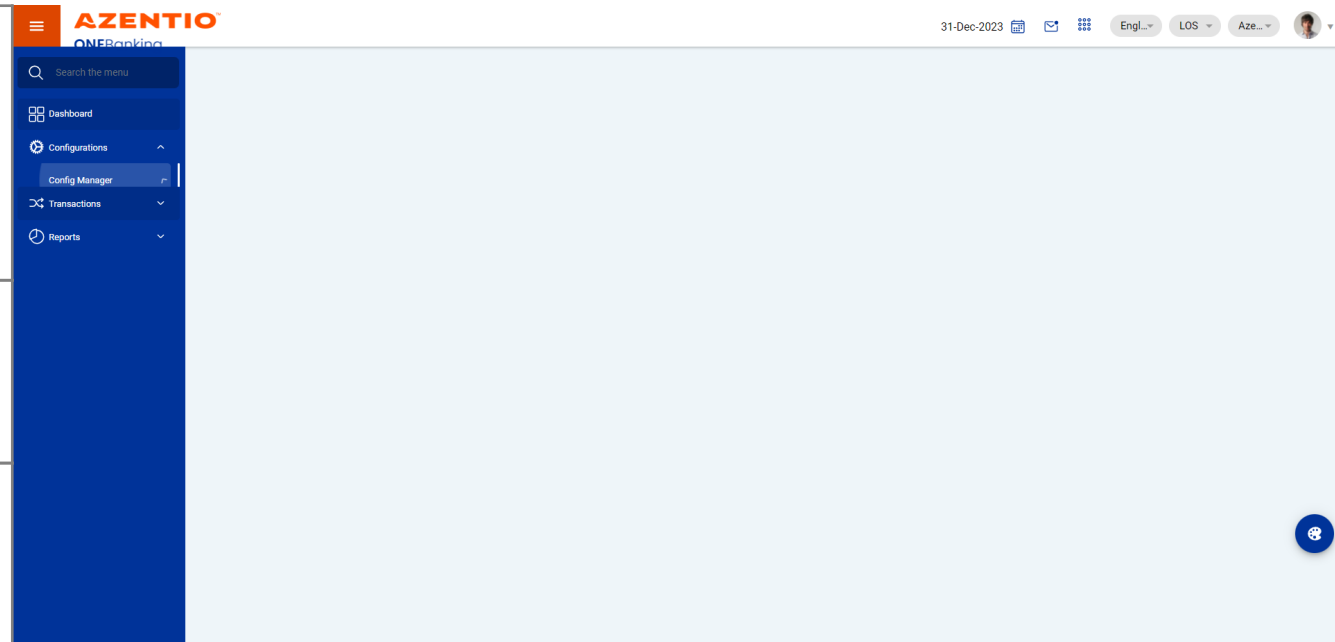 AZENTIO
ONEBanking
31-Dec-2023
Engl...
LOS
Aze...
Search the menu
Dashboard
Configurations
Config Manager
Transactions
Reports